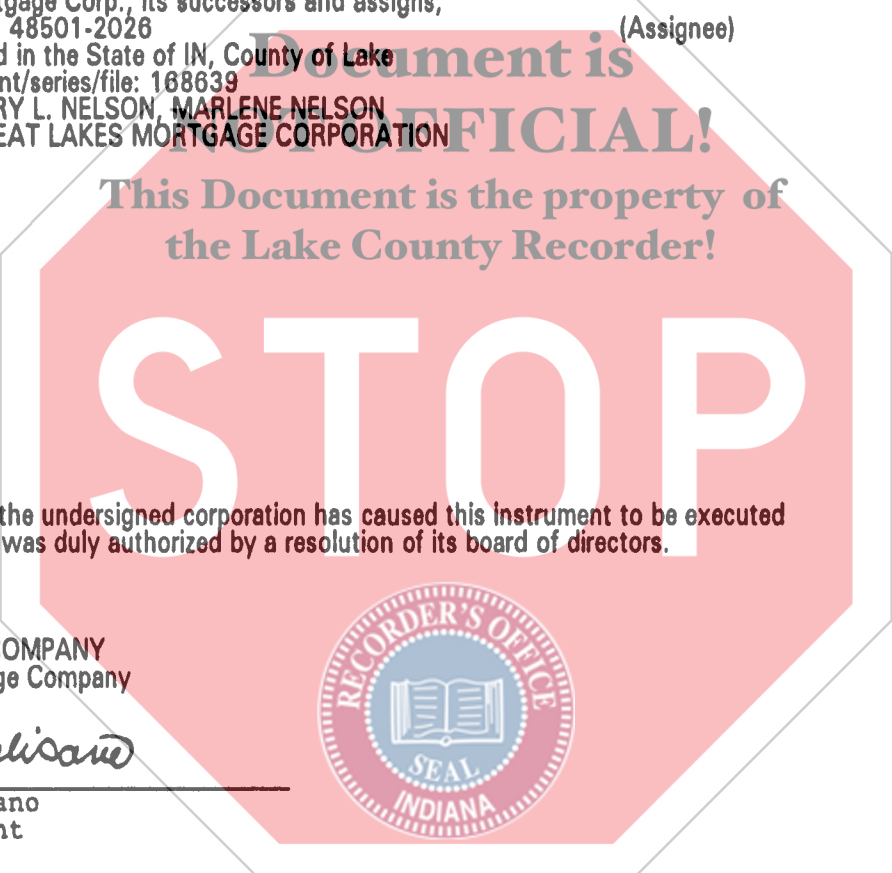 tgage Corp., its successors and assigns,
48501-2026 (Assignee)
d in the State of IN, County of Lake
nt/series/file: 168639
RY L. NELSON, MARLENE NELSON
EAT LAKES MORTGAGE CORPORATION
Document is
NOT OFFICIAL!
This Document is the property of
the Lake County Recorder!
STOP
the undersigned corporation has caused this instrument to be executed
was duly authorized by a resolution of its board of directors.
OMPANY
ge Company
RECORDER'S OFFICE
SEAL
INDIANA
elisano
ano
nt